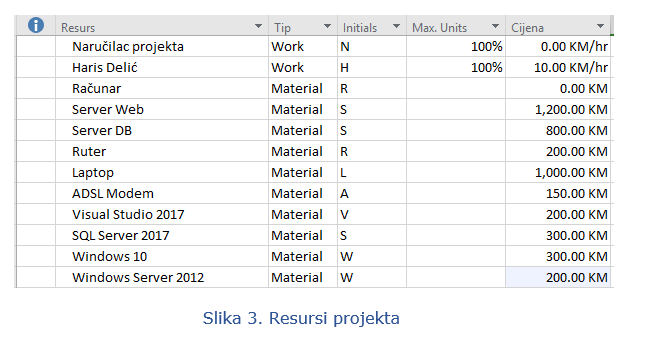 Resurs Tip Initials Max. Units Cijena
Naručilac projekta Work N 100% 0.00 KM/hr
Haris Delić Work H 100% 10.00 KM/hr
Računar Material R 0.00 KM
Server Web Material S 1,200.00 KM
Server DB Material S 800.00 KM
Ruter Material R 200.00 KM
Laptop Material L 1,000.00 KM
ADSL Modem Material A 150.00 KM
Visual Studio 2017 Material V 200.00 KM
SQL Server 2017 Material S 300.00 KM
Windows 10 Material W 300.00 KM
Windows Server 2012 Material W 200.00 KM
Slika 3. Resursi projekta